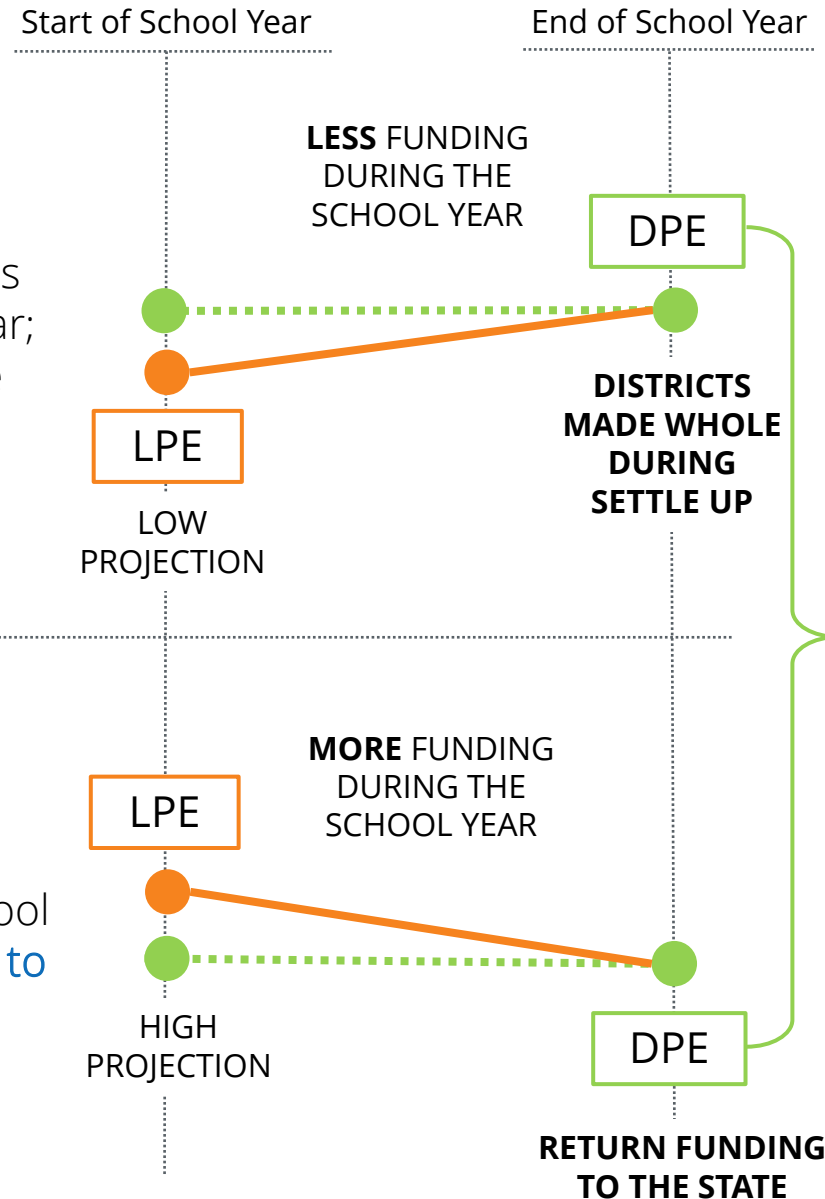 Start of School Year
End of School Year
LESS FUNDING
DURING THE
SCHOOL YEAR
DPE
LPE
LOW
PROJECTION
DISTRICTS
MADE WHOLE
DURING
SETTLE UP
MORE FUNDING
DURING THE
SCHOOL YEAR
LPE
to
HIGH
PROJECTION
DPE
RETURN FUNDING
TO THE STATE